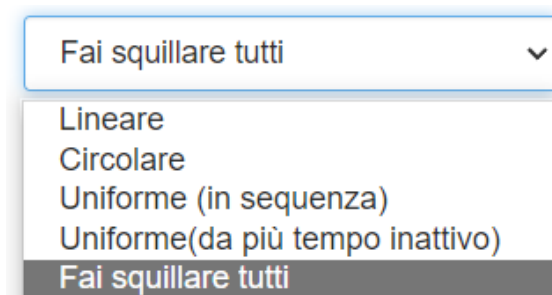 Fai squillare tutti
Lineare
Circolare
Uniforme (in sequenza)
Uniforme(da più tempo inattivo)
Fai squillare tutti